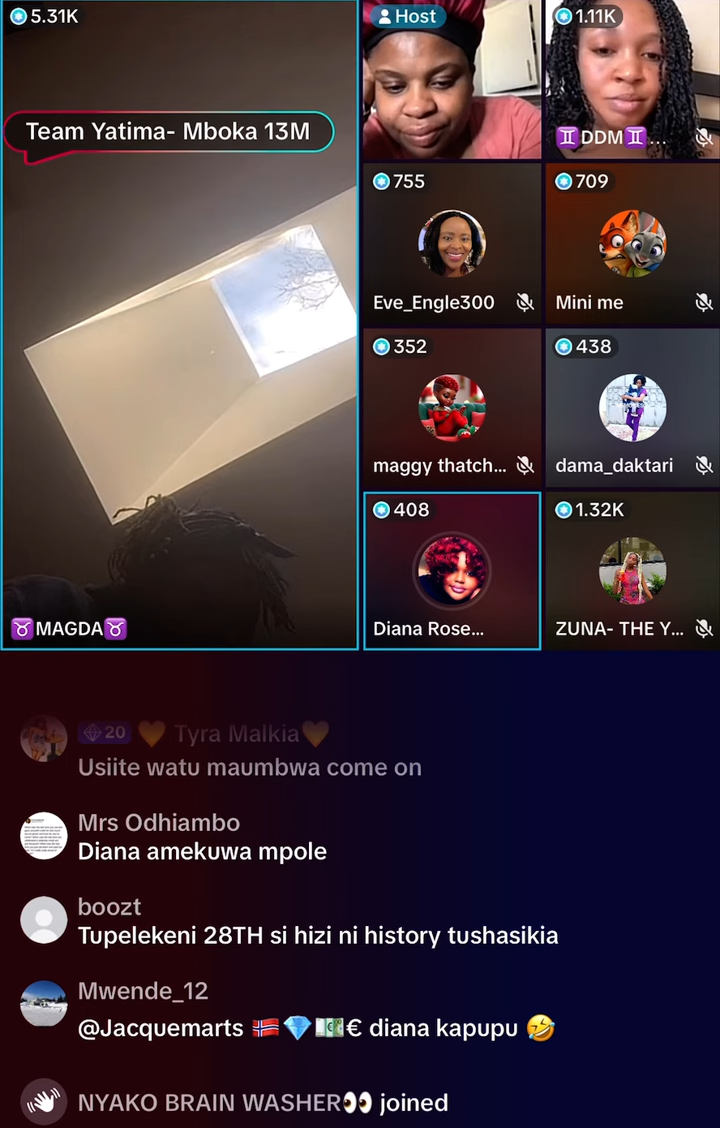 5.31K
Host
1.11K
Team Yatima- Mboka 13M
♊DDM♊...
755
709
Eve_Engle300
Mini me
352
438
maggy thatch...
dama_daktari
408
1.32K
♉MAGDA♉
Diana Rose...
ZUNA- THE Y...
20 🧡 Tyra Malkia🧡
Usiite watu maumbwa come on
Mrs Odhiambo
Diana amekuwa mpole
boozt
Tupelekeni 28TH si hizi ni history tushasikia
Mwende_12
@Jacquemarts 🇳🇴💎💶€ diana kapupu 🤣
NYAKO BRAIN WASHER👀 joined